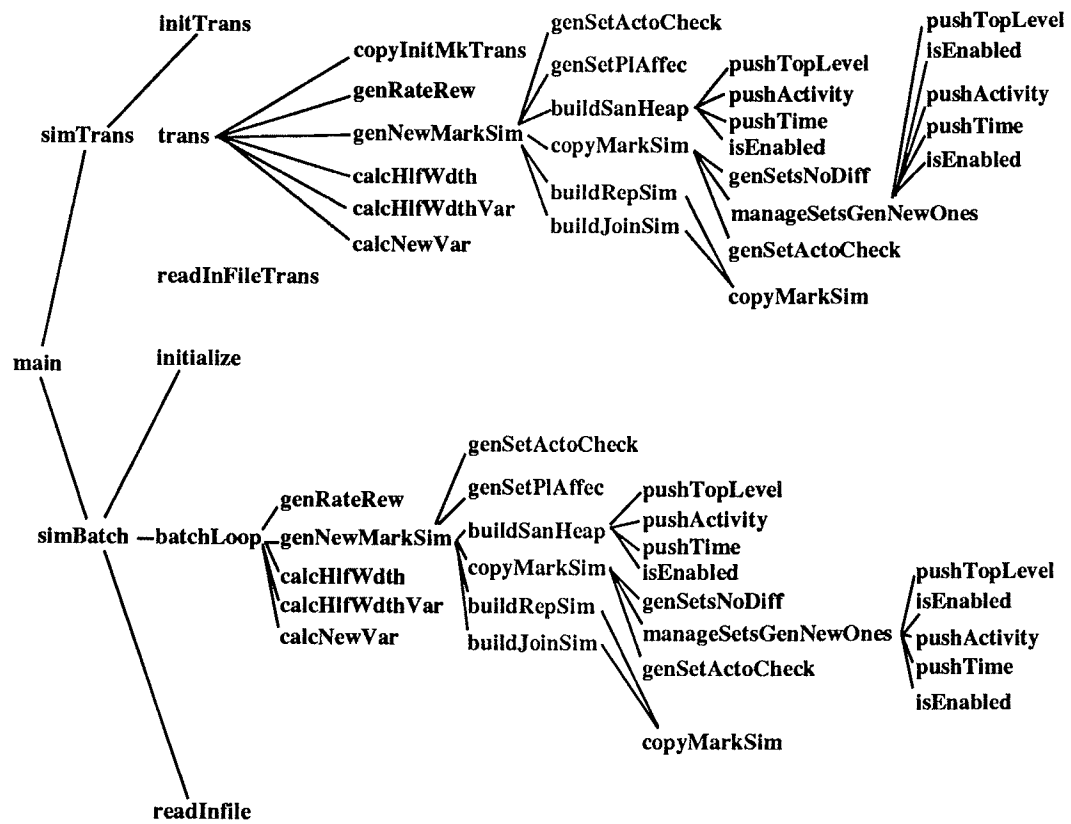 initTrans
simTrans
trans
readInFileTrans
copyInitMkTrans
genRateRew
genNewMarkSim
calcHlfWdth
calcHlfWdthVar
calcNewVar
genSetActoCheck
genSetPlAffec
buildSanHeap
copyMarkSim
buildRepSim
buildJoinSim
pushTopLevel
pushActivity
pushTime
isEnabled
genSetsNoDiff
manageSetsGenNewOnes
genSetActoCheck
copyMarkSim
pushTopLevel
isEnabled
pushActivity
pushTime
isEnabled
main
initialize
simBatch
batchLoop
readInfile
genRateRew
genNewMarkSim
calcHlfWdth
calcHlfWdthVar
calcNewVar
genSetActoCheck
genSetPlAffec
buildSanHeap
copyMarkSim
buildRepSim
buildJoinSim
pushTopLevel
pushActivity
pushTime
isEnabled
genSetsNoDiff
manageSetsGenNewOnes
genSetActoCheck
copyMarkSim
pushTopLevel
isEnabled
pushActivity
pushTime
isEnabled